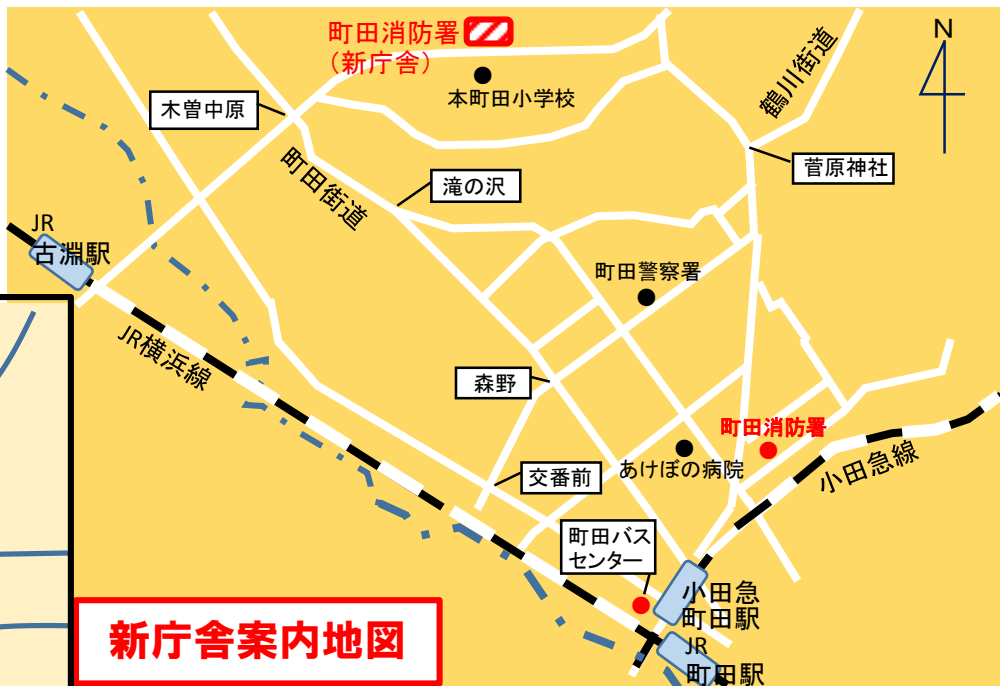 町田消防署
（新庁舎）
N
鶴川街道
本町田小学校
木曽中原
菅原神社
町田街道
滝の沢
JR
古淵駅
町田警察署
JR横浜線
森野
町田消防署
あけぼの病院
小田急線
交番前
町田バス
センター
小田急
町田駅
JR
町田駅
新庁舎案内地図